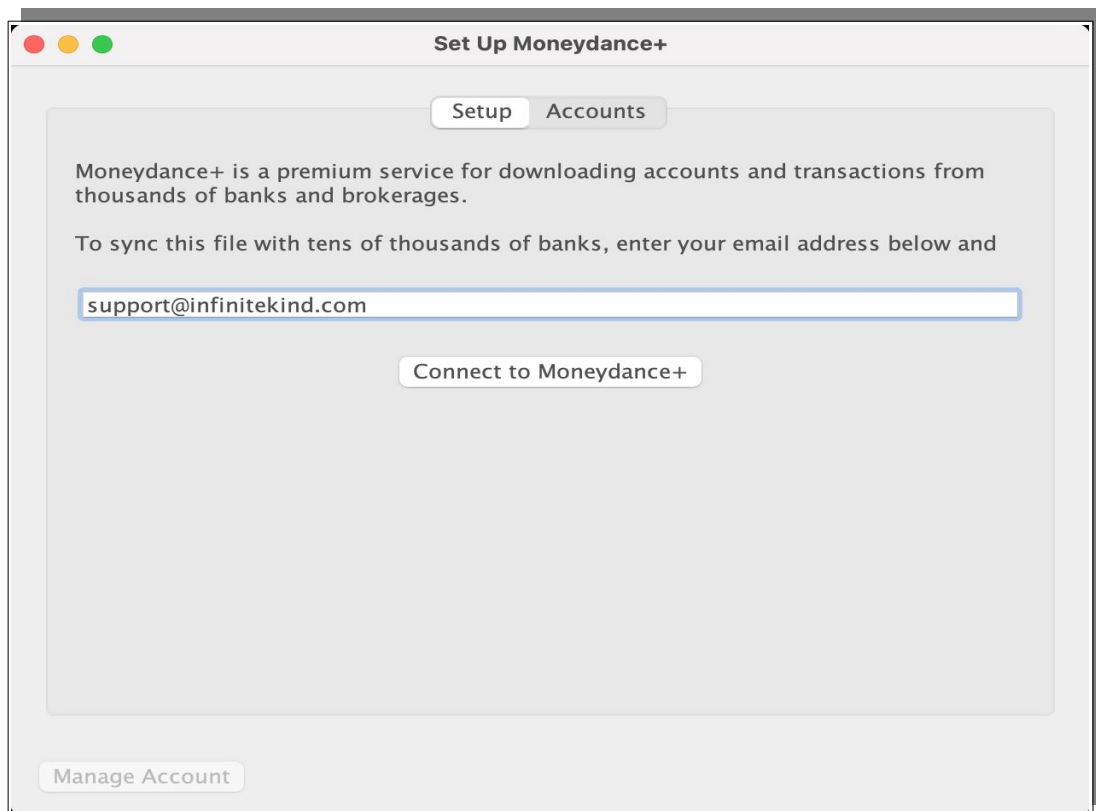 Set Up Moneydance+
Setup Accounts
Moneydance+ is a premium service for downloading accounts and transactions from
thousands of banks and brokerages.
To sync this file with tens of thousands of banks, enter your email address below and
support@infinitekind.com
Connect to Moneydance+
Manage Account